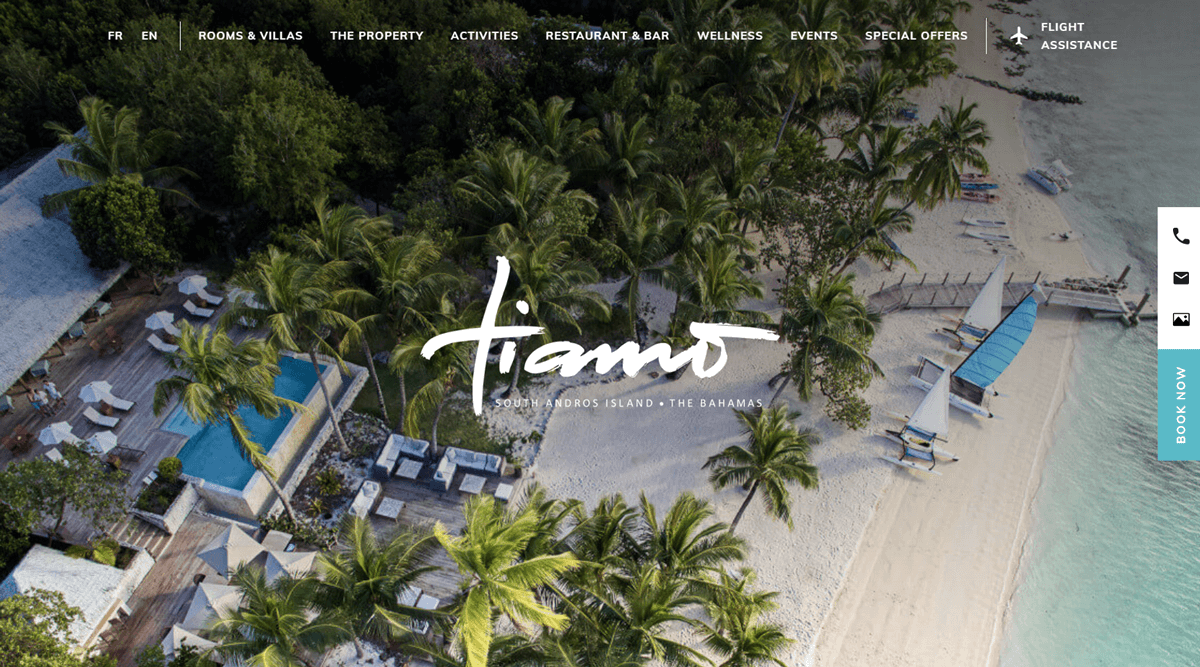 FR EN ROOMS & VILLAS THE PROPERTY ACTIVITIES RESTAURANT & BAR WELLNESS EVENTS SPECIAL OFFERS FLIGHT
ASSISTANCE
tiamo
SOUTH ANDROS ISLAND • THE BAHAMAS
BOOK NOW